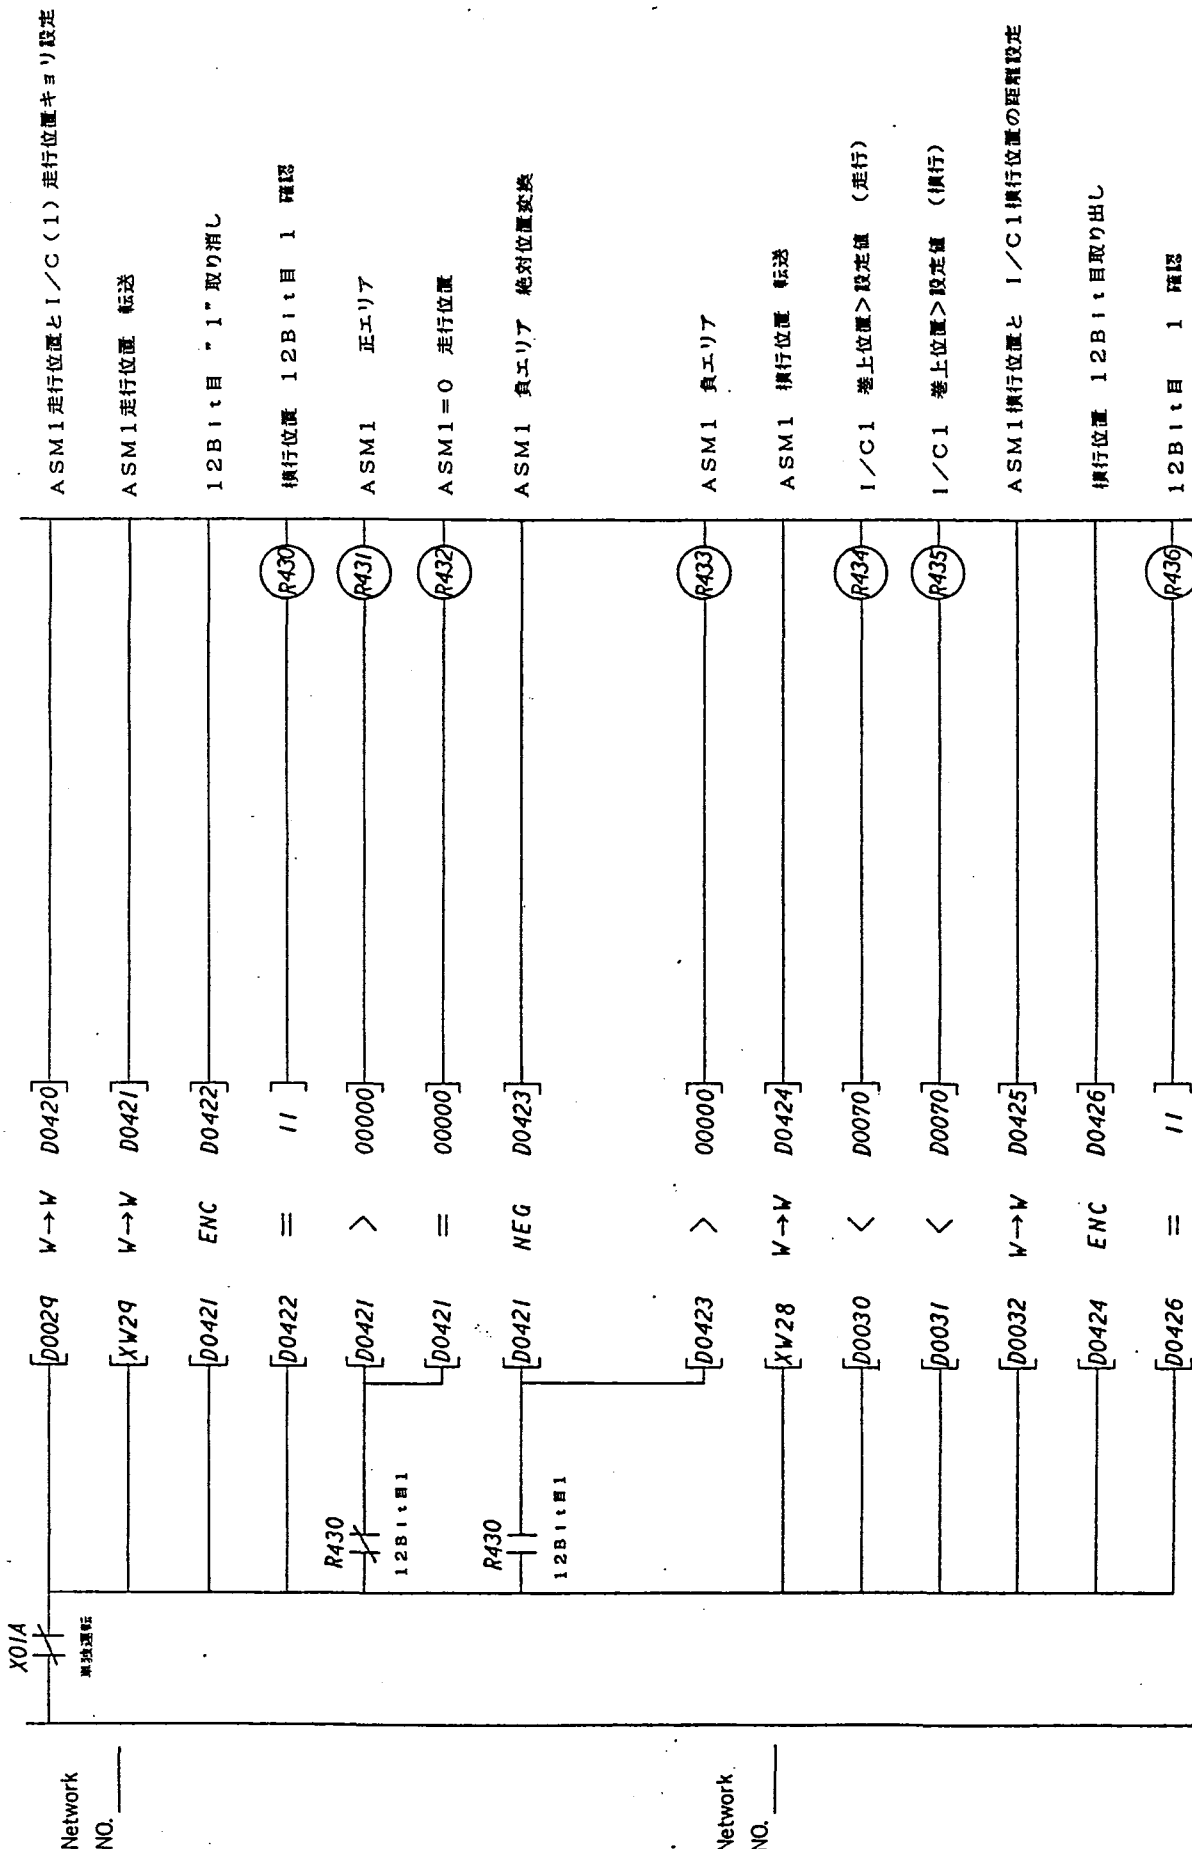 Network
NO.
X01A
単独運転
[D0029 W→W D0420]
ASM1走行位置とI/C(1)走行位置キョリ設定
[XW29 W→W D0421]
ASM1走行位置 転送
[D0421 ENC D0422]
12Bit目 "1"取り消し
[D0422 = 11]
R430
横行位置 12Bit目 1 確認
R430
12Bit目1
[D0421 > 00000]
R431
ASM1 正エリア
[D0421 = 00000]
R432
ASM1=0 走行位置
R430
12Bit目1
[D0421 NEG D0423]
ASM1 負エリア 絶対位置変換
[D0423 > 00000]
R433
ASM1 負エリア
Network
NO.
[XW28 W→W D0424]
ASM1 横行位置 転送
[D0030 < D0070]
R434
I/C1 巻上位置>設定値 (走行)
[D0031 < D0070]
R435
I/C1 巻上位置>設定値 (横行)
[D0032 W→W D0425]
ASM1横行位置と I/C1横行位置の距離設定
[D0424 ENC D0426]
横行位置 12Bit目取り出し
[D0426 = 11]
R436
12Bit目 1 確認